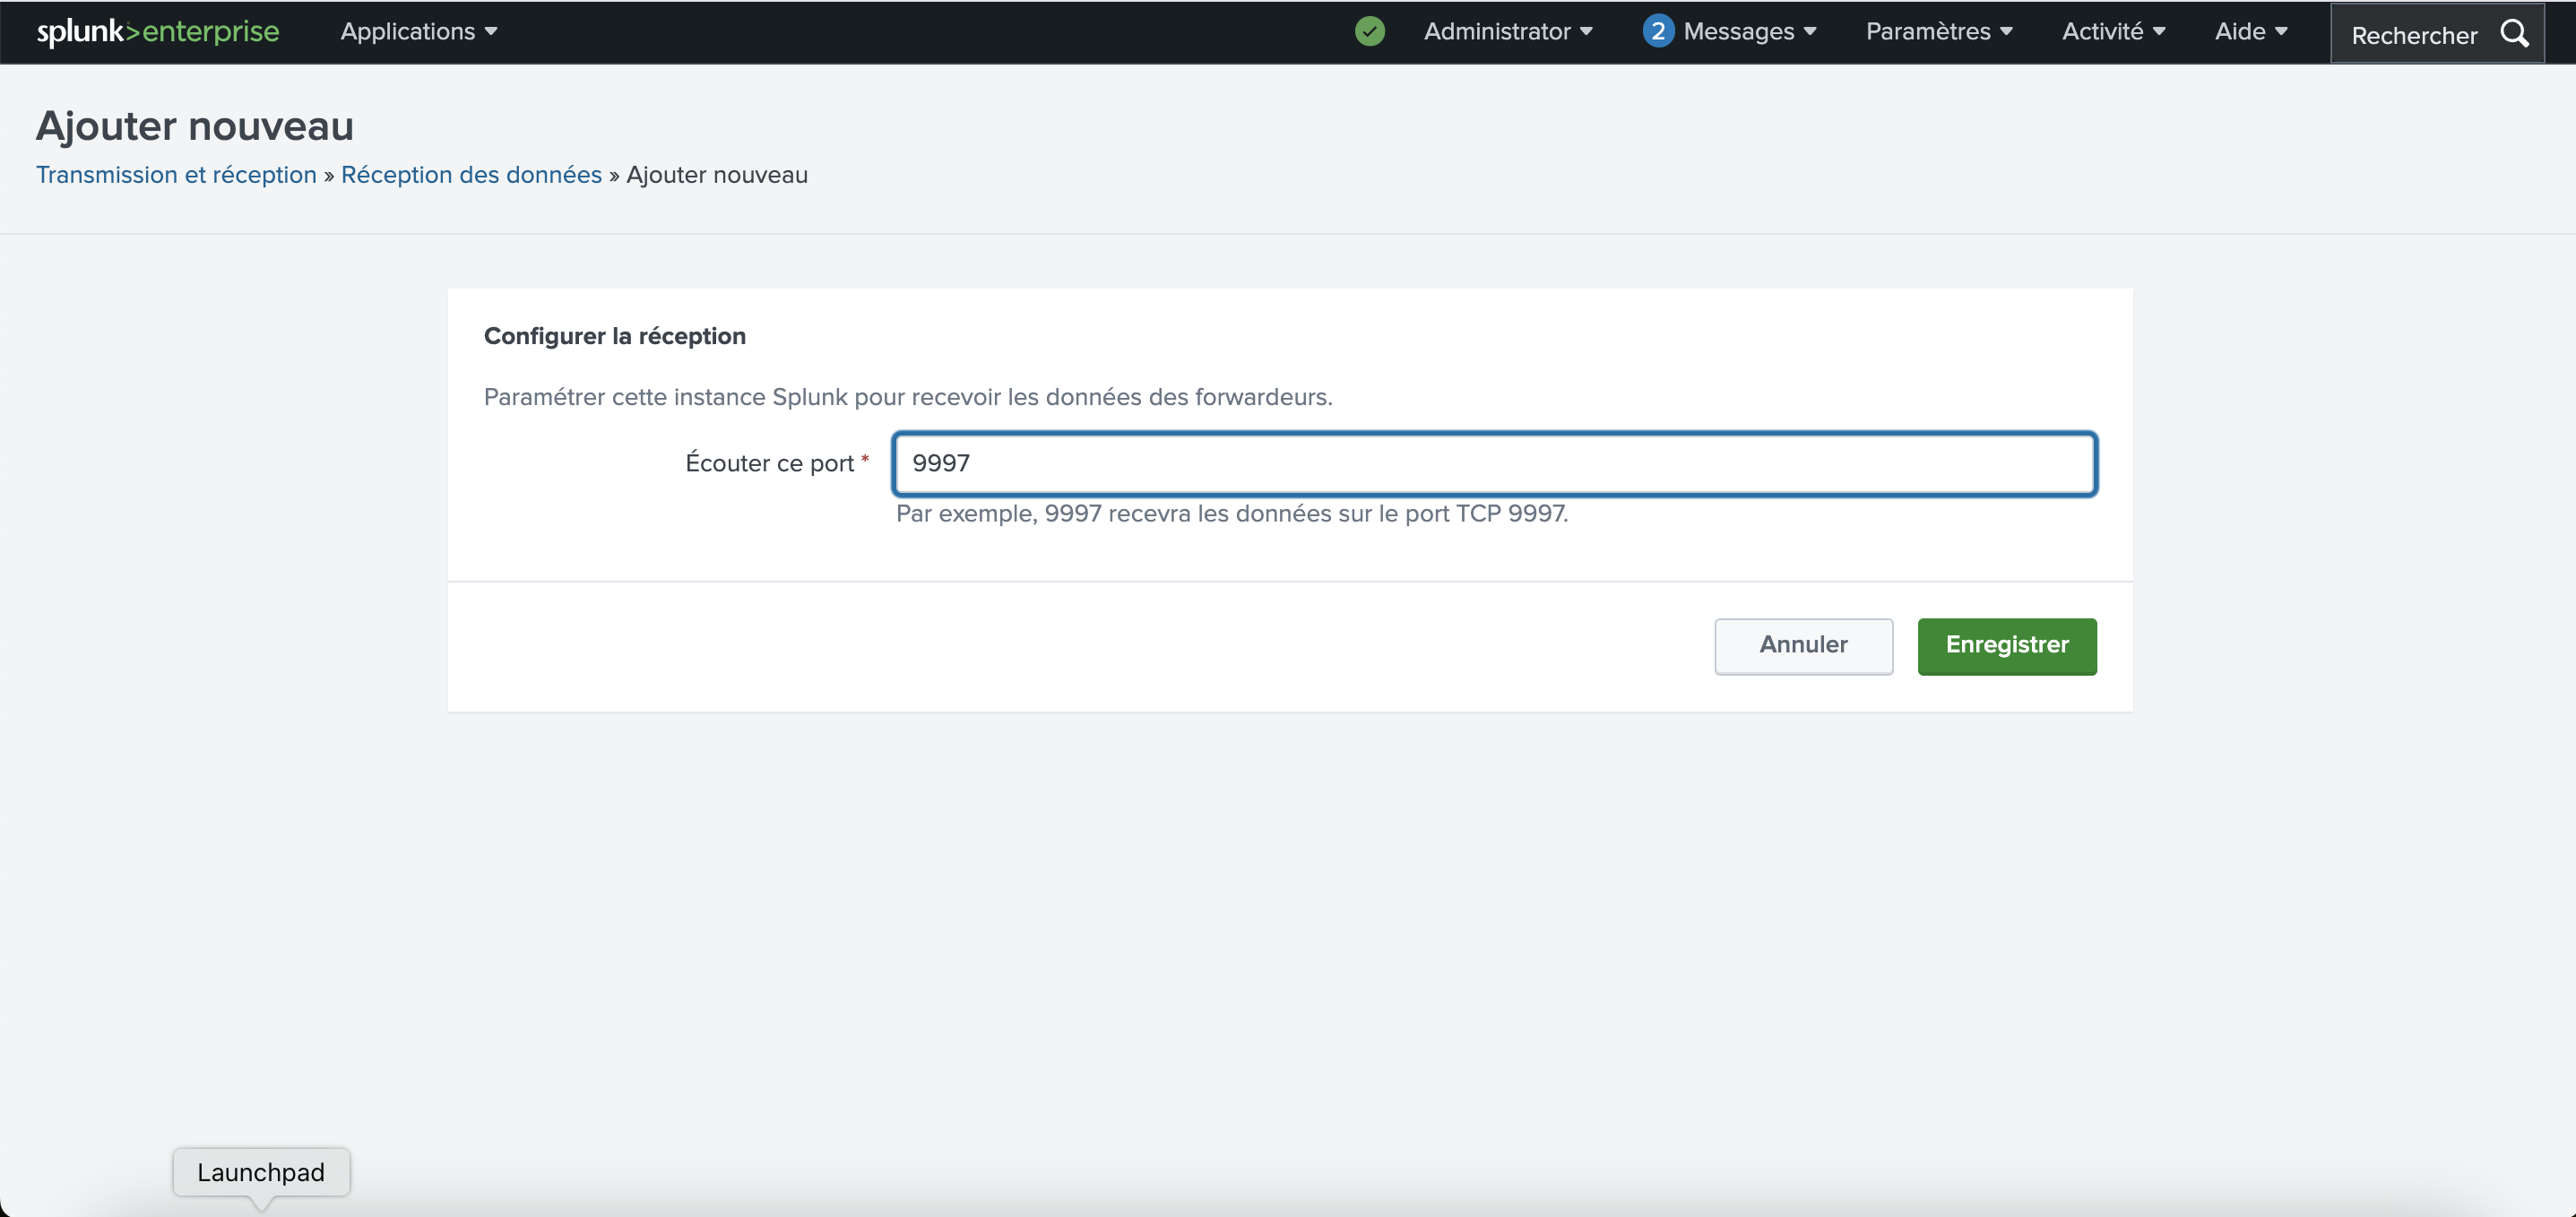 splunk>enterprise Applications Administrator 2 Messages Paramètres Activité Aide Rechercher
Ajouter nouveau
Transmission et réception » Réception des données » Ajouter nouveau
Configurer la réception
Paramétrer cette instance Splunk pour recevoir les données des forwardeurs.
Écouter ce port * 9997
Par exemple, 9997 recevra les données sur le port TCP 9997.
Annuler Enregistrer
Launchpad